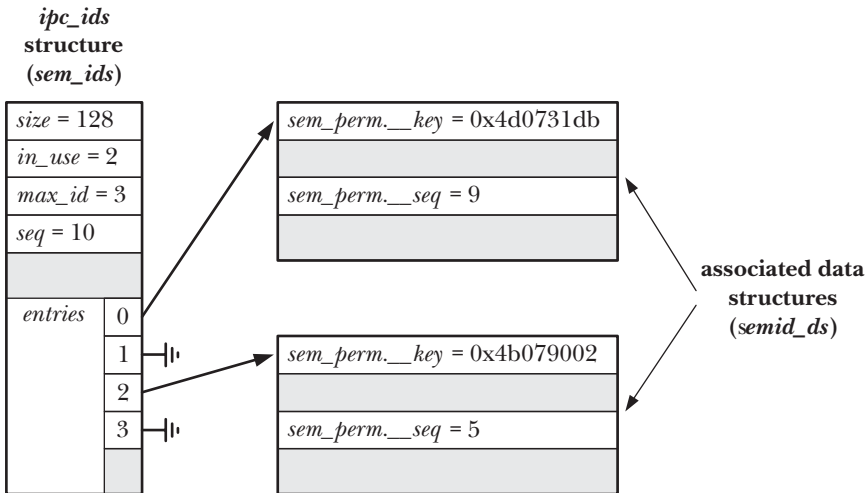 ipc_ids
structure
(sem_ids)
size = 128
in_use = 2
max_id = 3
seq = 10
entries
0
1
2
3
sem_perm.__key = 0x4d0731db
sem_perm.__seq = 9
sem_perm.__key = 0x4b079002
sem_perm.__seq = 5
associated data
structures
(semid_ds)